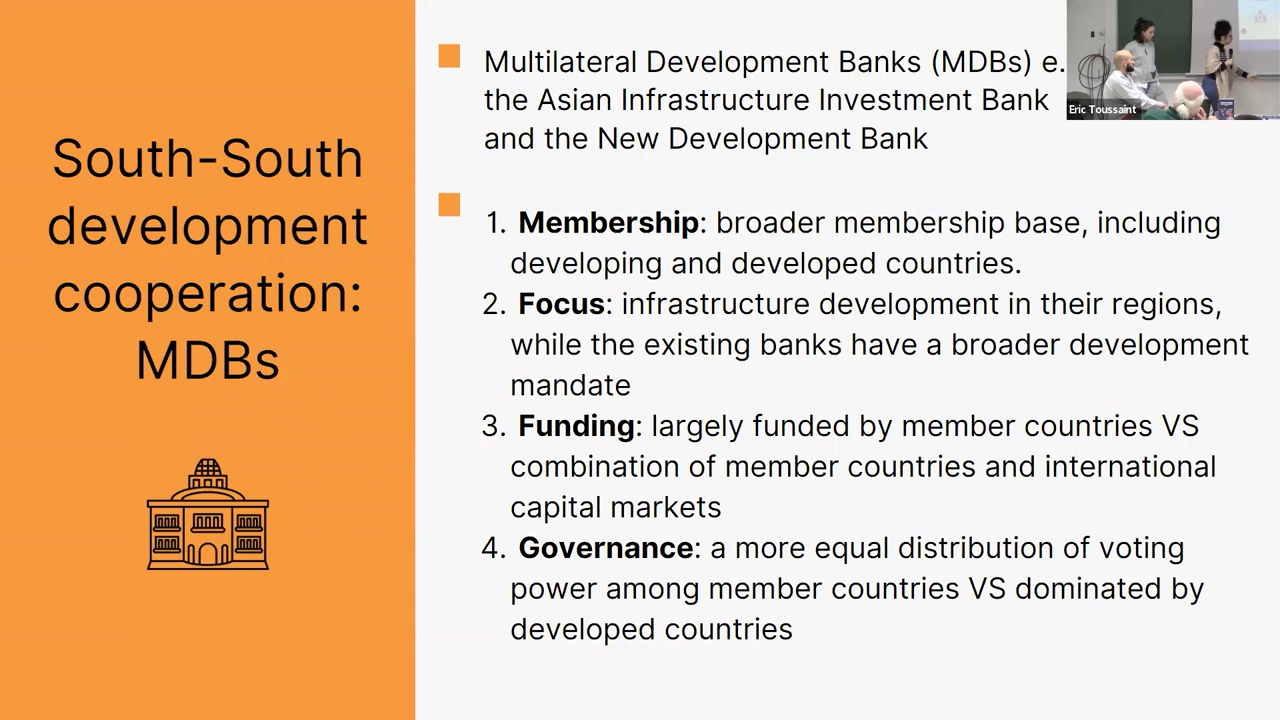 South-South
development
cooperation:
MDBs
Multilateral Development Banks (MDBs) e.
the Asian Infrastructure Investment Bank
and the New Development Bank
1. Membership: broader membership base, including
developing and developed countries.
2. Focus: infrastructure development in their regions,
while the existing banks have a broader development
mandate
3. Funding: largely funded by member countries VS
combination of member countries and international
capital markets
4. Governance: a more equal distribution of voting
power among member countries VS dominated by
developed countries
Eric Toussaint